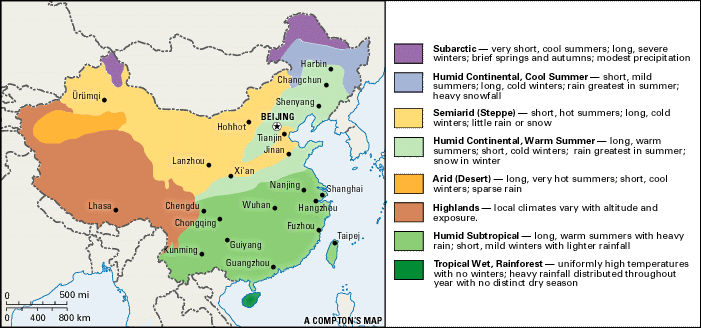 Harbin
Changchun
Shenyang
Ürümqi
BEIJING
Hohhot
Tianjin
Jinan
Lanzhou
Xi'an
Nanjing
Shanghai
Lhasa
Chengdu
Wuhan
Hangzhou
Chongqing
Fuzhou
Taipei
Guiyang
Kunming
Guangzhou
0 500 mi
0 400 800 km
A COMPTON'S MAP
Subarctic — very short, cool summers; long, severe
winters; brief springs and autumns; modest precipitation
Humid Continental, Cool Summer — short, mild
summers; long, cold winters; rain greatest in summer;
heavy snowfall
Semiarid (Steppe) — short, hot summers; long, cold
winters; little rain or snow
Humid Continental, Warm Summer — long, warm
summers; short, cold winters; rain greatest in summer;
snow in winter
Arid (Desert) — long, very hot summers; short, cool
winters; sparse rain
Highlands — local climates vary with altitude and
exposure.
Humid Subtropical — long, warm summers with heavy
rain; short, mild winters with lighter rainfall
Tropical Wet, Rainforest — uniformly high temperatures
with no winters; heavy rainfall distributed throughout
year with no distinct dry season